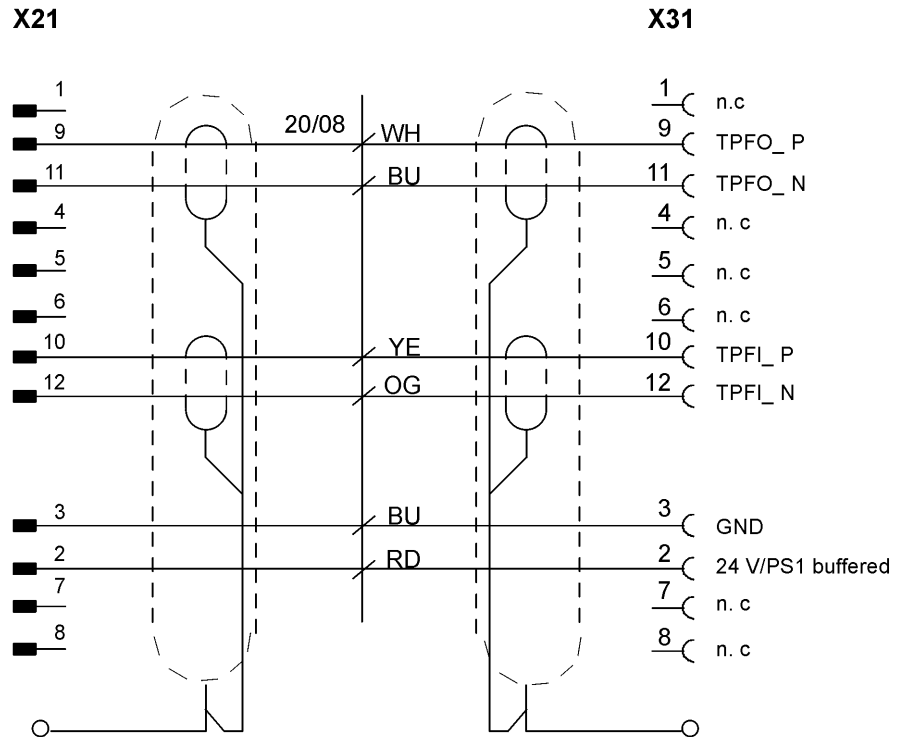 X21 X31
1 1 n.c
9 20/08 WH 9 TPFO_ P
11 BU 11 TPFO_ N
4 4 n. c
5 5 n. c
6 6 n. c
10 YE 10 TPFI_ P
12 OG 12 TPFI_ N
3 BU 3 GND
2 RD 2 24 V/PS1 buffered
7 7 n. c
8 8 n. c